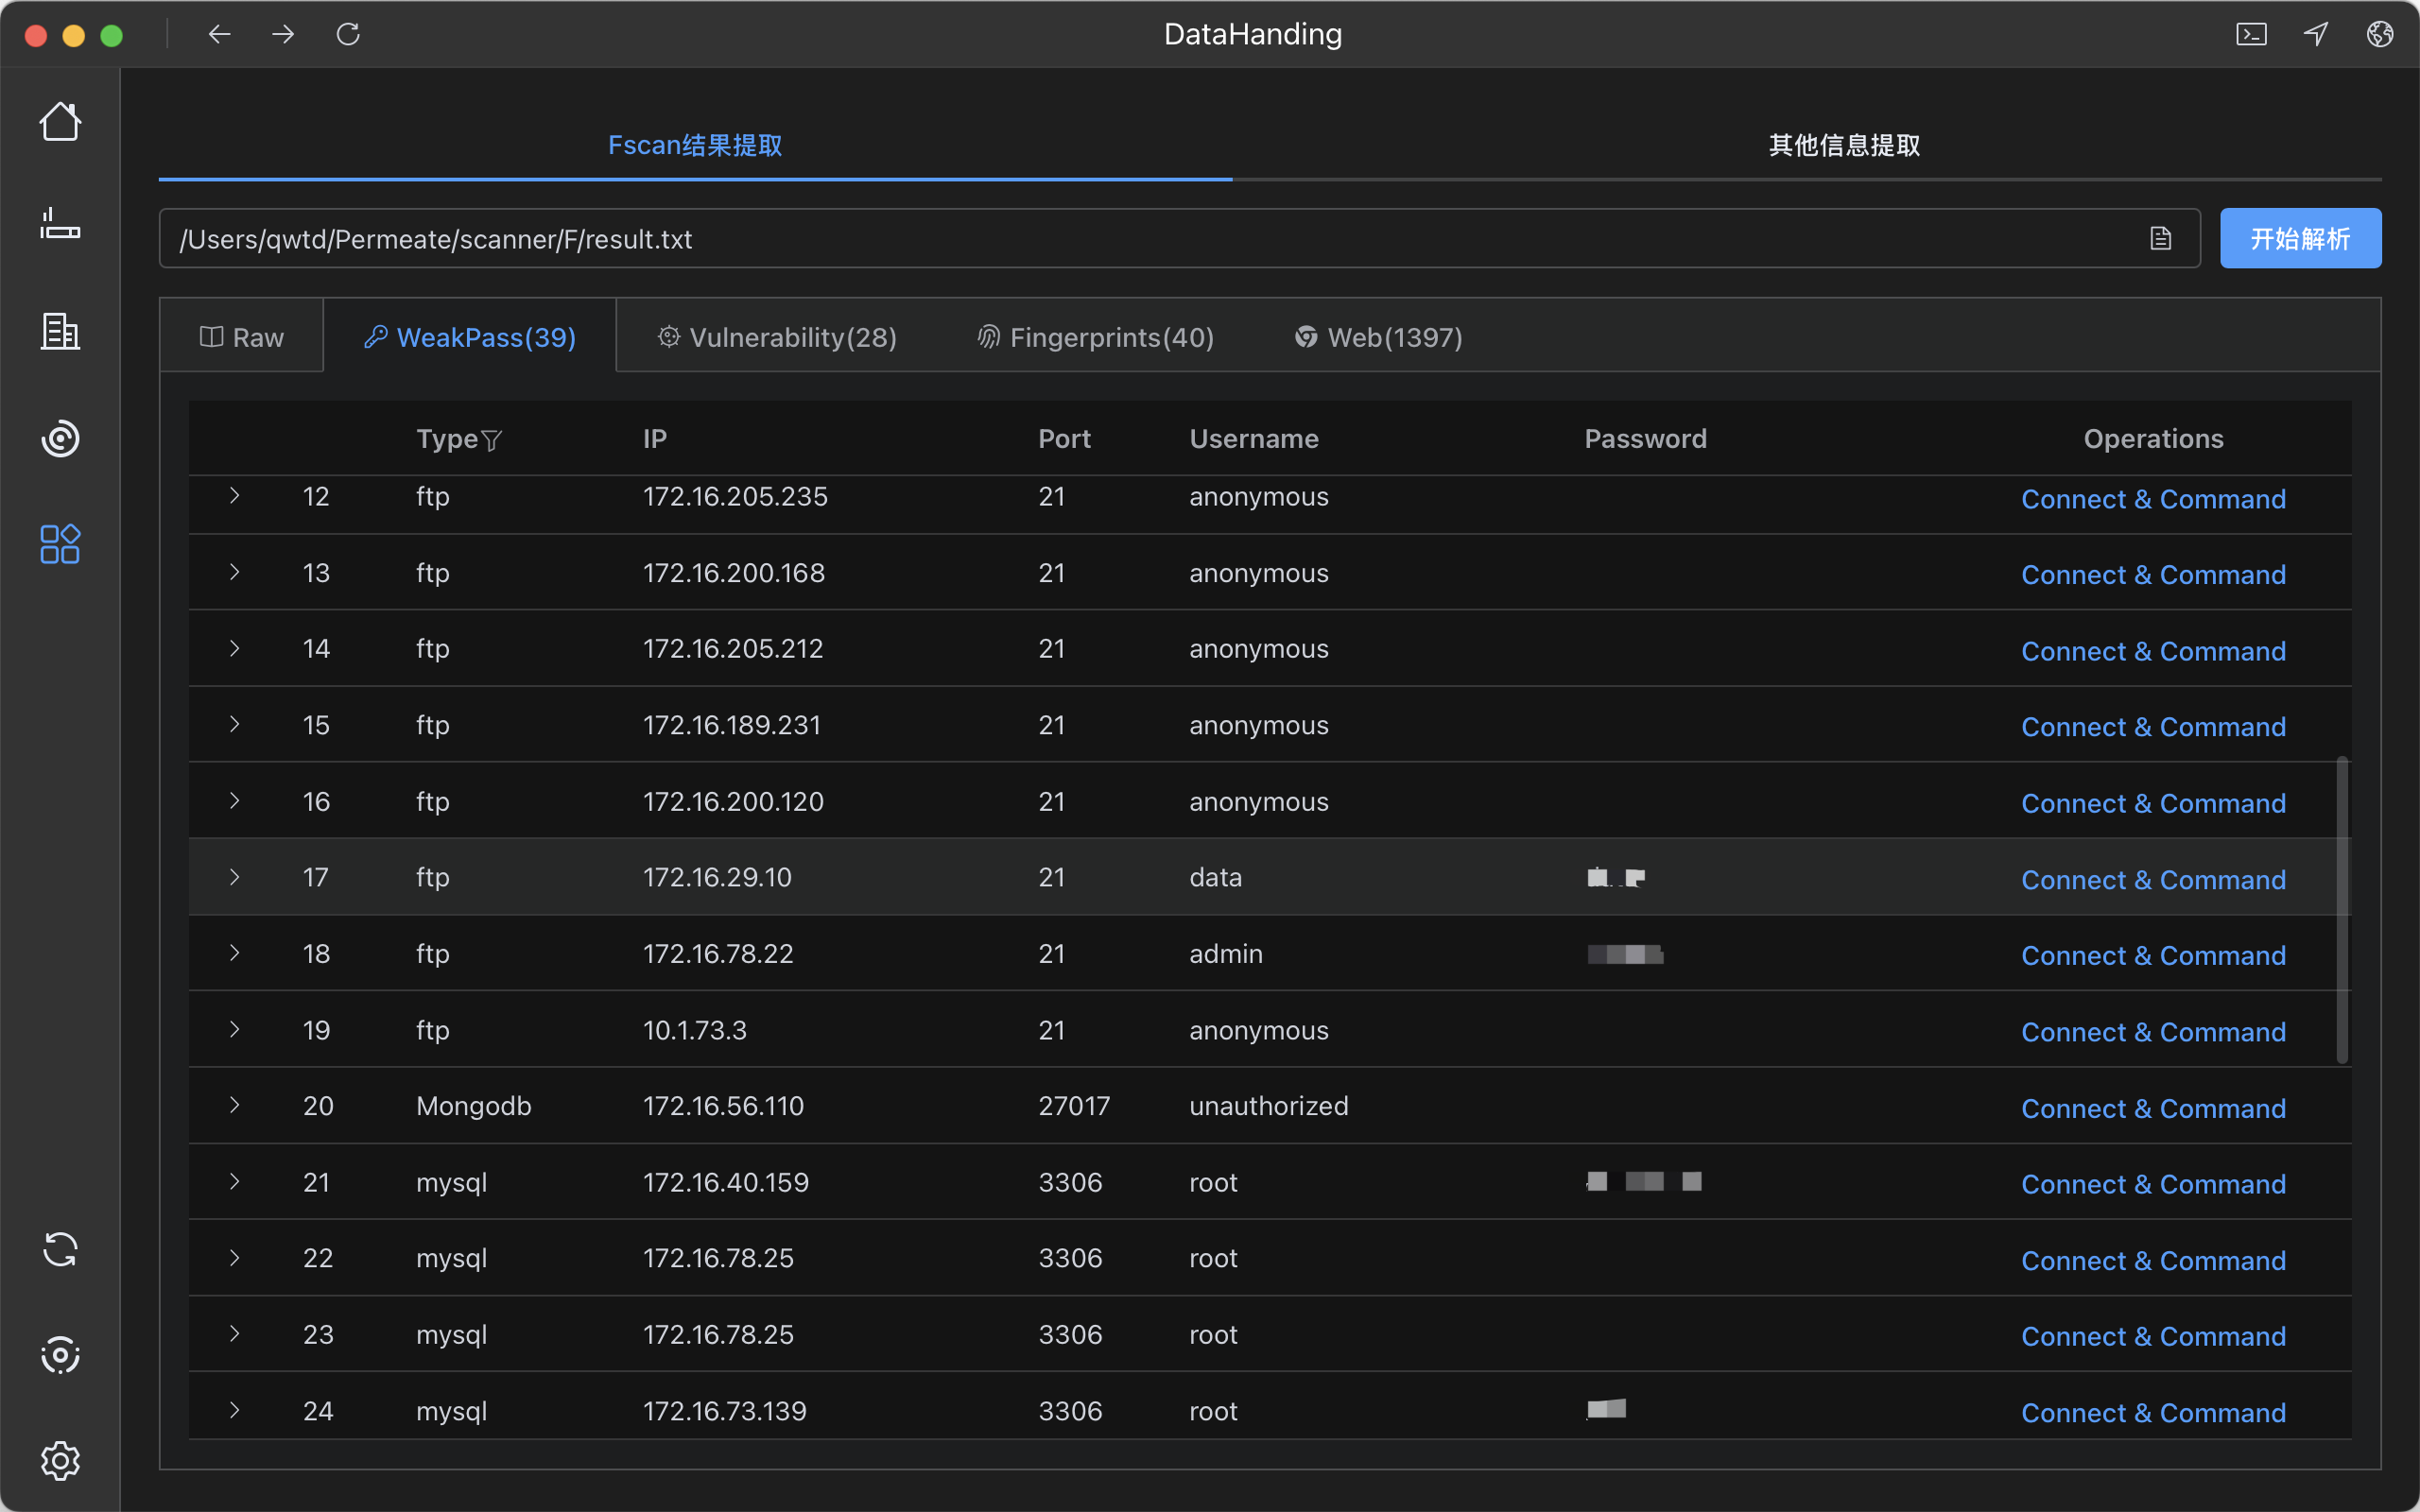 DataHanding
Fscan结果提取 其他信息提取
/Users/qwtd/Permeate/scanner/F/result.txt 开始解析
Raw WeakPass(39) Vulnerability(28) Fingerprints(40) Web(1397)
Type IP Port Username Password Operations
12 ftp 172.16.205.235 21 anonymous Connect & Command
13 ftp 172.16.200.168 21 anonymous Connect & Command
14 ftp 172.16.205.212 21 anonymous Connect & Command
15 ftp 172.16.189.231 21 anonymous Connect & Command
16 ftp 172.16.200.120 21 anonymous Connect & Command
17 ftp 172.16.29.10 21 data Connect & Command
18 ftp 172.16.78.22 21 admin Connect & Command
19 ftp 10.1.73.3 21 anonymous Connect & Command
20 Mongodb 172.16.56.110 27017 unauthorized Connect & Command
21 mysql 172.16.40.159 3306 root Connect & Command
22 mysql 172.16.78.25 3306 root Connect & Command
23 mysql 172.16.78.25 3306 root Connect & Command
24 mysql 172.16.73.139 3306 root Connect & Command